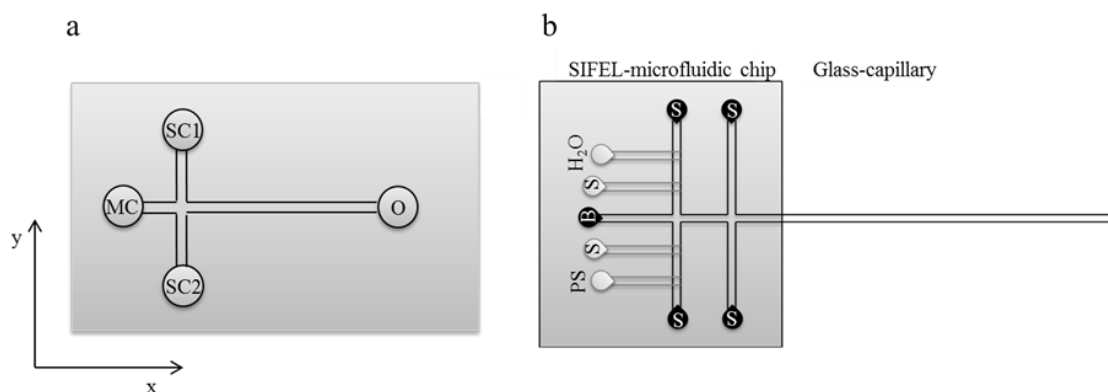 a
SC1
MC
O
SC2
y
x
b
SIFEL-microfluidic chip Glass-capillary
S S
H₂O
S
B
S
PS
S S